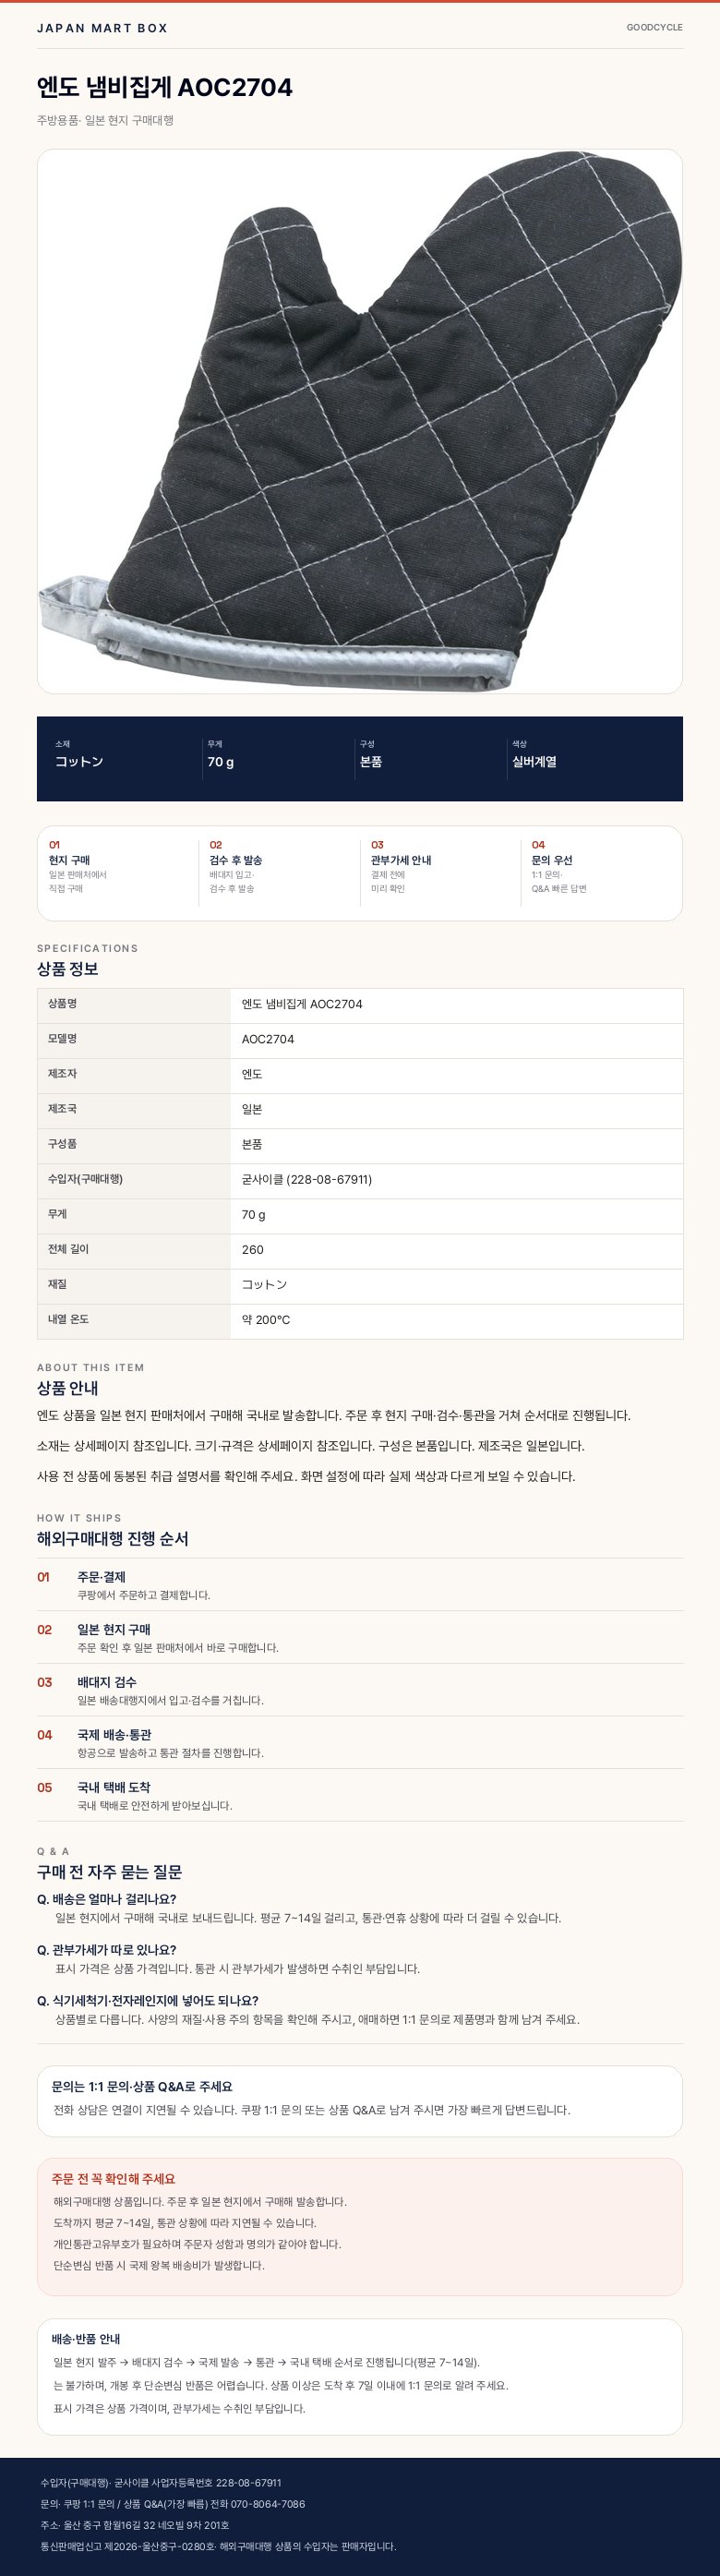 JAPAN MART BOX
GOODCYCLE
엔도 냄비집게 AOC2704
주방용품· 일본 현지 구매대행
소재
コットン
무게
70 g
구성
본품
색상
실버계열
01
현지 구매
일본 판매처에서
직접 구매
02
검수 후 발송
배대지 입고·
검수 후 발송
03
관부가세 안내
결제 전에
미리 확인
04
문의 우선
1:1 문의·
Q&A 빠른 답변
SPECIFICATIONS
상품 정보
상품명 엔도 냄비집게 AOC2704
모델명 AOC2704
제조자 엔도
제조국 일본
구성품 본품
수입자(구매대행) 굳사이클 (228-08-67911)
무게 70 g
전체 길이 260
재질 コットン
내열 온도 약 200℃
ABOUT THIS ITEM
상품 안내
엔도 상품을 일본 현지 판매처에서 구매해 국내로 발송합니다. 주문 후 현지 구매·검수·통관을 거쳐 순서대로 진행됩니다.
소재는 상세페이지 참조입니다. 크기·규격은 상세페이지 참조입니다. 구성은 본품입니다. 제조국은 일본입니다.
사용 전 상품에 동봉된 취급 설명서를 확인해 주세요. 화면 설정에 따라 실제 색상과 다르게 보일 수 있습니다.
HOW IT SHIPS
해외구매대행 진행 순서
01 주문·결제
쿠팡에서 주문하고 결제합니다.
02 일본 현지 구매
주문 확인 후 일본 판매처에서 바로 구매합니다.
03 배대지 검수
일본 배송대행지에서 입고·검수를 거칩니다.
04 국제 배송·통관
항공으로 발송하고 통관 절차를 진행합니다.
05 국내 택배 도착
국내 택배로 안전하게 받아보십니다.
Q & A
구매 전 자주 묻는 질문
Q. 배송은 얼마나 걸리나요?
일본 현지에서 구매해 국내로 보내드립니다. 평균 7~14일 걸리고, 통관·연휴 상황에 따라 더 걸릴 수 있습니다.
Q. 관부가세가 따로 있나요?
표시 가격은 상품 가격입니다. 통관 시 관부가세가 발생하면 수취인 부담입니다.
Q. 식기세척기·전자레인지에 넣어도 되나요?
상품별로 다릅니다. 사양의 재질·사용 주의 항목을 확인해 주시고, 애매하면 1:1 문의로 제품명과 함께 남겨 주세요.
문의는 1:1 문의·상품 Q&A로 주세요
전화 상담은 연결이 지연될 수 있습니다. 쿠팡 1:1 문의 또는 상품 Q&A로 남겨 주시면 가장 빠르게 답변드립니다.
주문 전 꼭 확인해 주세요
해외구매대행 상품입니다. 주문 후 일본 현지에서 구매해 발송합니다.
도착까지 평균 7~14일, 통관 상황에 따라 지연될 수 있습니다.
개인통관고유부호가 필요하며 주문자 성함과 명의가 같아야 합니다.
단순변심 반품 시 국제 왕복 배송비가 발생합니다.
배송·반품 안내
일본 현지 발주 → 배대지 검수 → 국제 발송 → 통관 → 국내 택배 순서로 진행됩니다(평균 7~14일).
는 불가하며, 개봉 후 단순변심 반품은 어렵습니다. 상품 이상은 도착 후 7일 이내에 1:1 문의로 알려 주세요.
표시 가격은 상품 가격이며, 관부가세는 수취인 부담입니다.
수입자(구매대행)· 굳사이클 사업자등록번호 228-08-67911
문의· 쿠팡 1:1 문의 / 상품 Q&A(가장 빠름) 전화 070-8064-7086
주소· 울산 중구 함월16길 32 네오빌 9차 201호
통신판매업신고 제2026-울산중구-0280호· 해외구매대행 상품의 수입자는 판매자입니다.